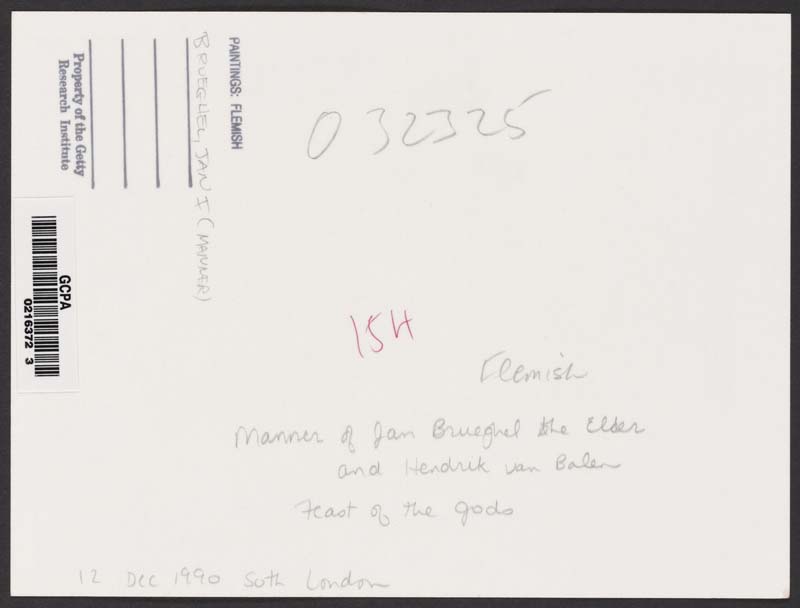 PAINTINGS: FLEMISH
BRUEGHEL, JAN I (MANNER)
Property of the Getty
Research Institute
GCPA
0216372 3
032325
15H
Flemish
Manner of Jan Brueghel the Elder
and Hendrik van Balen
Feast of the gods
12 Dec 1990 Soth London